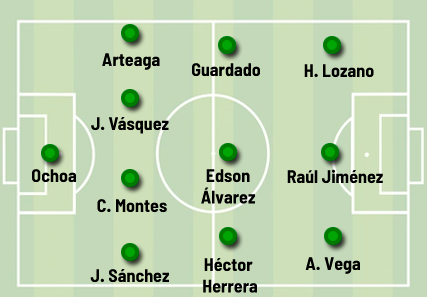 Arteaga
Guardado
H. Lozano
J. Vásquez
Ochoa
Edson
Álvarez
Raúl Jiménez
C. Montes
J. Sánchez
Héctor
Herrera
A. Vega